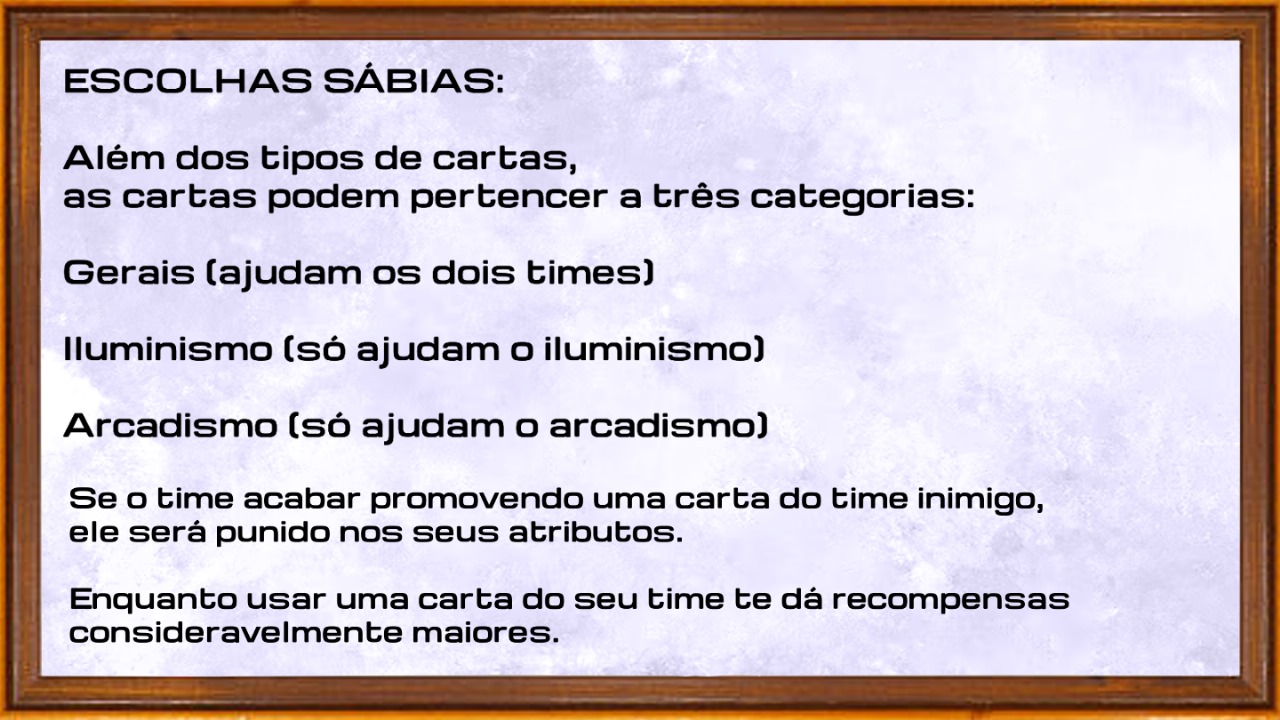 ESCOLHAS SÁBIAS:
Além dos tipos de cartas,
as cartas podem pertencer a três categorias:
Gerais (ajudam os dois times)
Iluminismo (só ajudam o iluminismo)
Arcadismo (só ajudam o arcadismo)
Se o time acabar promovendo uma carta do time inimigo,
ele será punido nos seus atributos.
Enquanto usar uma carta do seu time te dá recompensas
consideravelmente maiores.